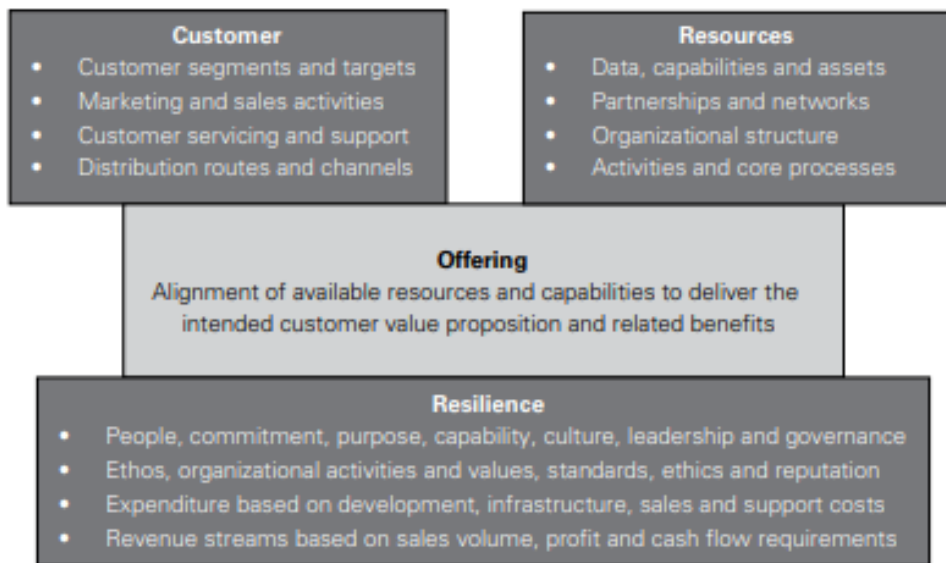 Customer
• Customer segments and targets
• Marketing and sales activities
• Customer servicing and support
• Distribution routes and channels
Resources
• Data, capabilities and assets
• Partnerships and networks
• Organizational structure
• Activities and core processes
Offering
Alignment of available resources and capabilities to deliver the
intended customer value proposition and related benefits
Resilience
• People, commitment, purpose, capability, culture, leadership and governance
• Ethos, organizational activities and values, standards, ethics and reputation
• Expenditure based on development, infrastructure, sales and support costs
• Revenue streams based on sales volume, profit and cash flow requirements